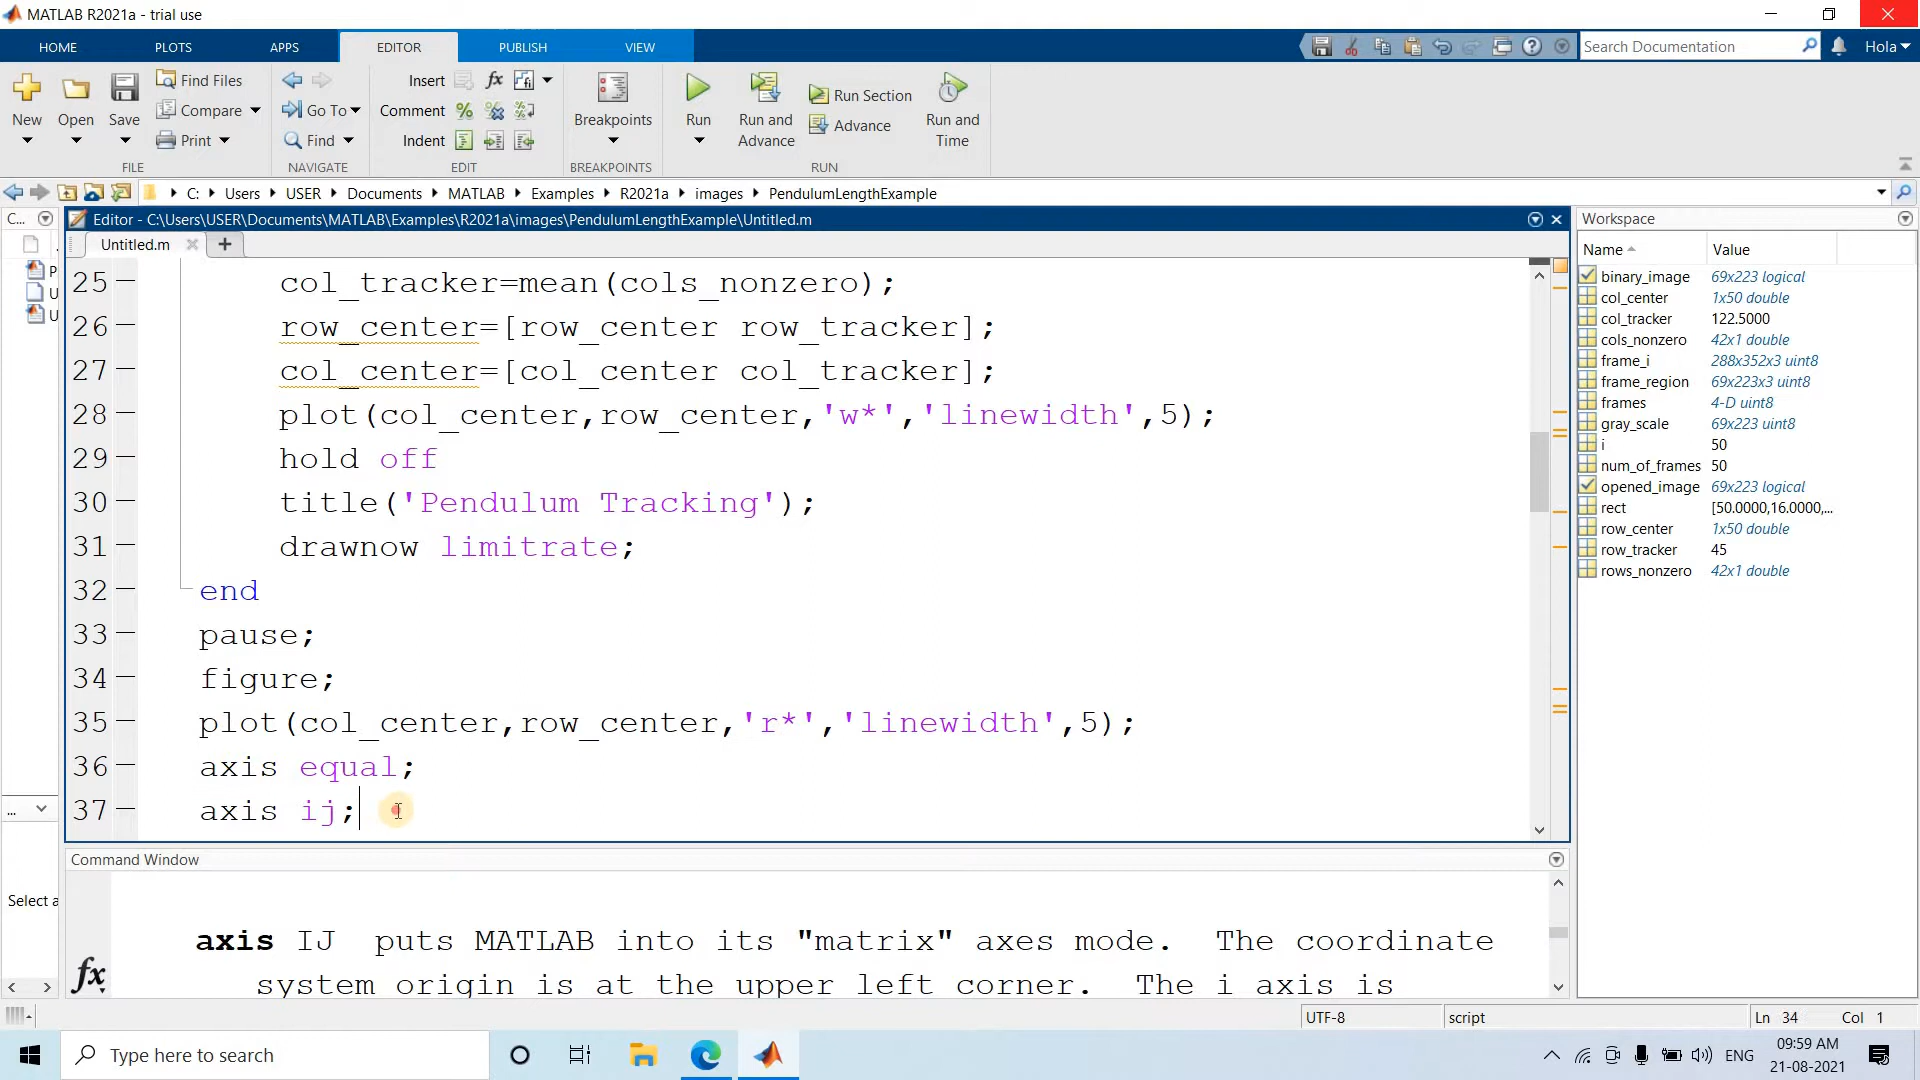 MATLAB R2021a - trial use
HOME PLOTS APPS EDITOR PUBLISH VIEW
Search Documentation
Hola
New Open Save Find Files Compare Print
FILE
Go To Find
NAVIGATE
Insert Comment Indent fx
EDIT
Breakpoints
BREAKPOINTS
Run Run and Advance Run Section Advance Run and Time
RUN
C: Users USER Documents MATLAB Examples R2021a images PendulumLengthExample
C...
Editor - C:\Users\USER\Documents\MATLAB\Examples\R2021a\images\PendulumLengthExample\Untitled.m
Untitled.m
P
U
U
25 col_tracker=mean(cols_nonzero);
26 row_center=[row_center row_tracker];
27 col_center=[col_center col_tracker];
28 plot(col_center,row_center,'w*','linewidth',5);
29 hold off
30 title('Pendulum Tracking');
31 drawnow limitrate;
32 end
33 pause;
34 figure;
35 plot(col_center,row_center,'r*','linewidth',5);
36 axis equal;
37 axis ij;
Workspace
Name Value
binary_image 69x223 logical
col_center 1x50 double
col_tracker 122.5000
cols_nonzero 42x1 double
frame_i 288x352x3 uint8
frame_region 69x223x3 uint8
frames 4-D uint8
gray_scale 69x223 uint8
i 50
num_of_frames 50
opened_image 69x223 logical
rect [50.0000,16.0000,...
row_center 1x50 double
row_tracker 45
rows_nonzero 42x1 double
...
Select a
Command Window
axis IJ puts MATLAB into its "matrix" axes mode. The coordinate
system origin is at the upper left corner. The i axis is
fx
UTF-8 script Ln 34 Col 1
Type here to search
ENG
09:59 AM
21-08-2021